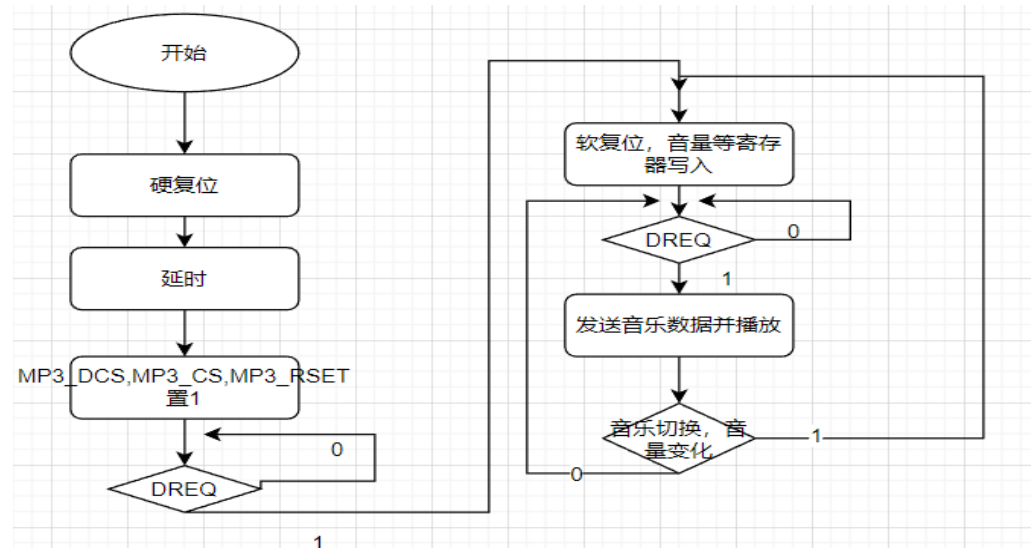 开始
硬复位
延时
MP3_DCS,MP3_CS,MP3_RSET
置1
0
DREQ
1
软复位，音量等寄存
器写入
DREQ
0
1
发送音乐数据并播放
音乐切换，音
量变化
1
0